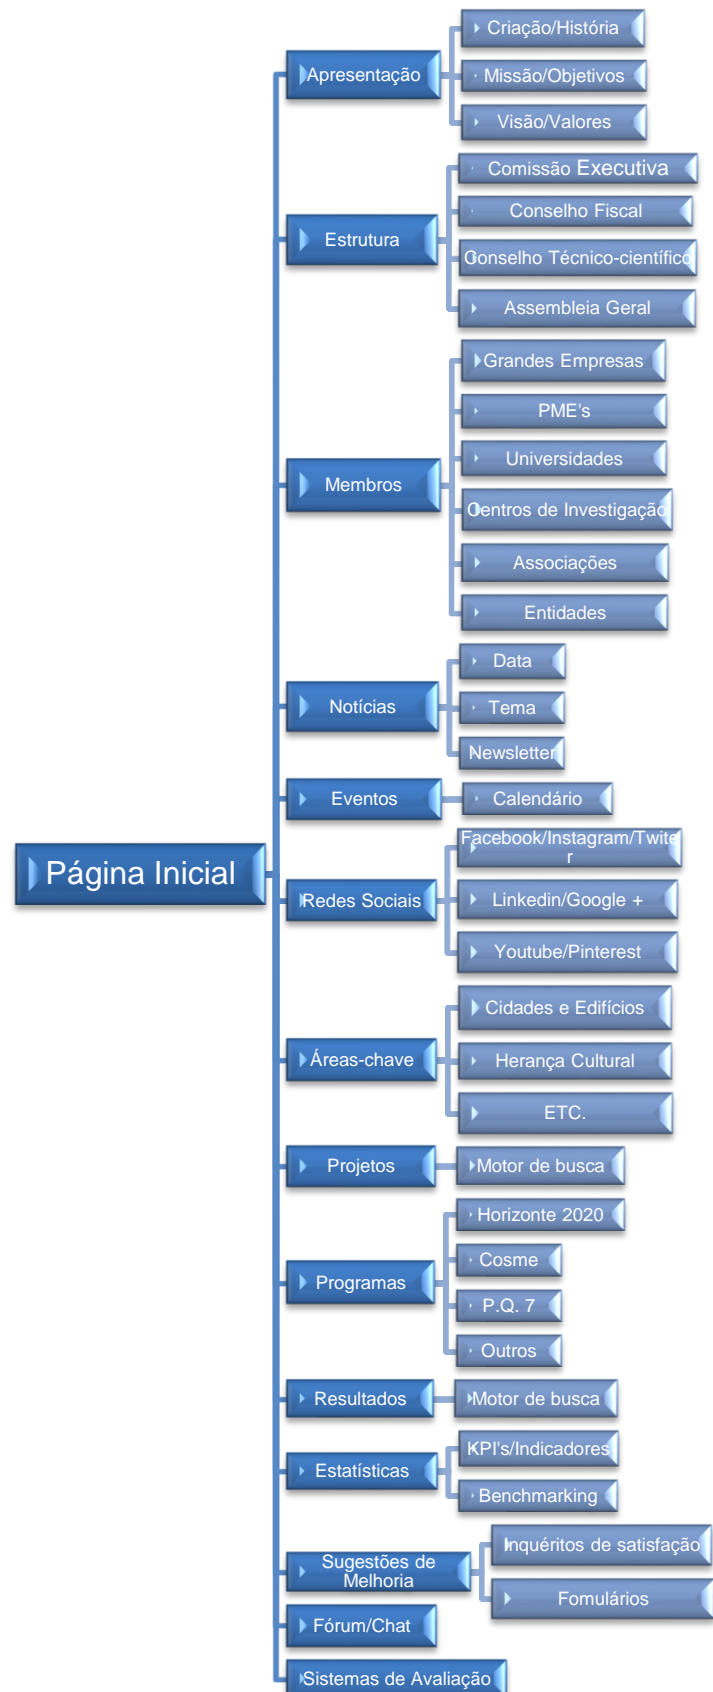 Página Inicial
Apresentação
Criação/História
Missão/Objetivos
Visão/Valores
Estrutura
Comissão Executiva
Conselho Fiscal
Conselho Técnico-científico
Assembleia Geral
Membros
Grandes Empresas
PME's
Universidades
Centros de Investigação
Associações
Entidades
Notícias
Data
Tema
Newsletter
Eventos
Calendário
Redes Sociais
Facebook/Instagram/Twite
r
Linkedin/Google +
Youtube/Pinterest
Áreas-chave
Cidades e Edifícios
Herança Cultural
ETC.
Projetos
Motor de busca
Programas
Horizonte 2020
Cosme
P.Q. 7
Outros
Resultados
Motor de busca
Estatísticas
KPI's/Indicadores
Benchmarking
Sugestões de
Melhoria
Inquéritos de satisfação
Fomulários
Fórum/Chat
Sistemas de Avaliação